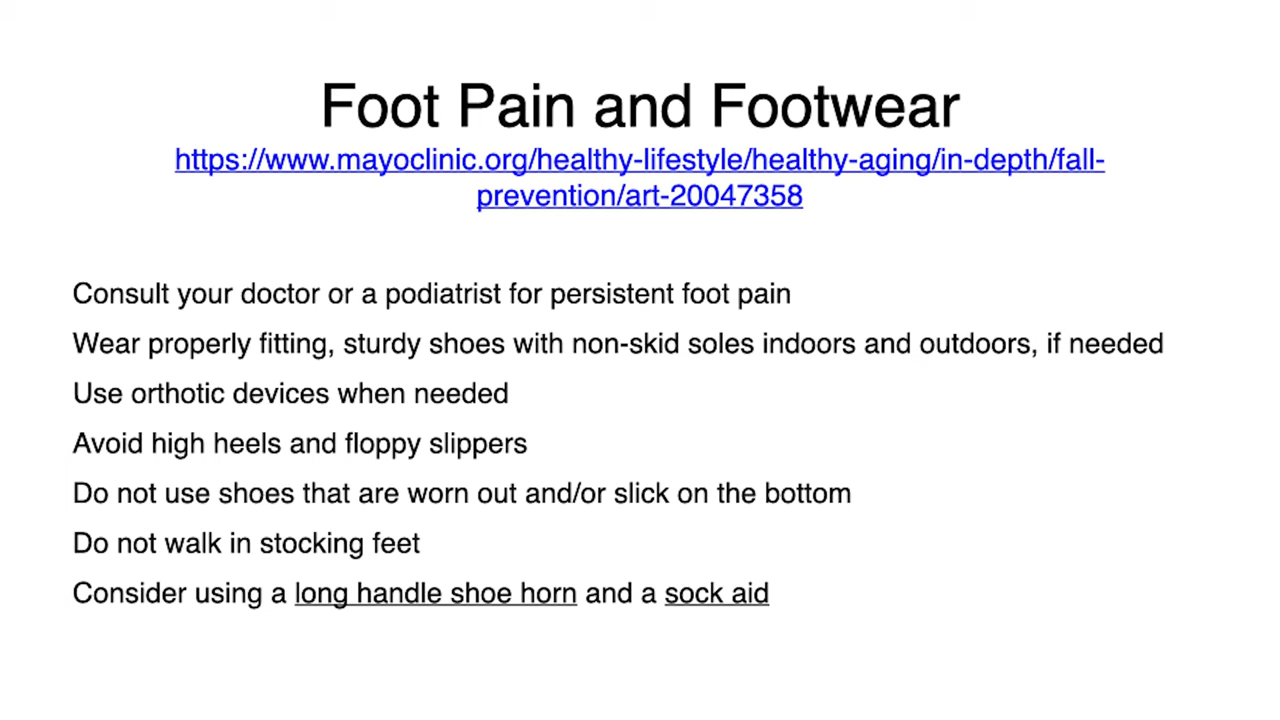 Foot Pain and Footwear
https://www.mayoclinic.org/healthy-lifestyle/healthy-aging/in-depth/fall-
prevention/art-20047358
Consult your doctor or a podiatrist for persistent foot pain
Wear properly fitting, sturdy shoes with non-skid soles indoors and outdoors, if needed
Use orthotic devices when needed
Avoid high heels and floppy slippers
Do not use shoes that are worn out and/or slick on the bottom
Do not walk in stocking feet
Consider using a long handle shoe horn and a sock aid